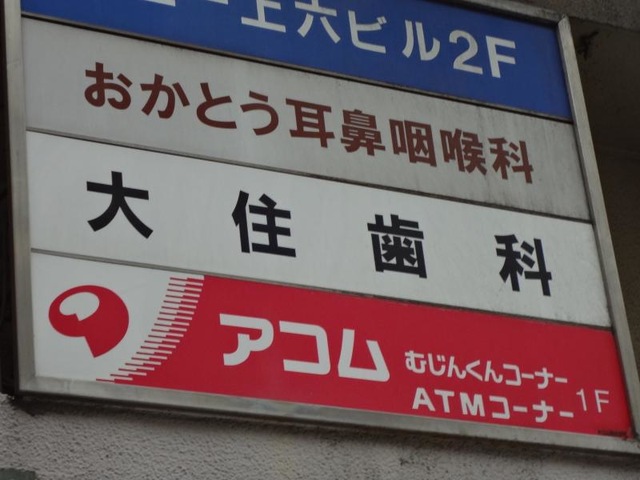 ー上六ビル2F
おかとう耳鼻咽喉科
大住歯科
アコム むじんくんコーナー
ATMコーナー 1F